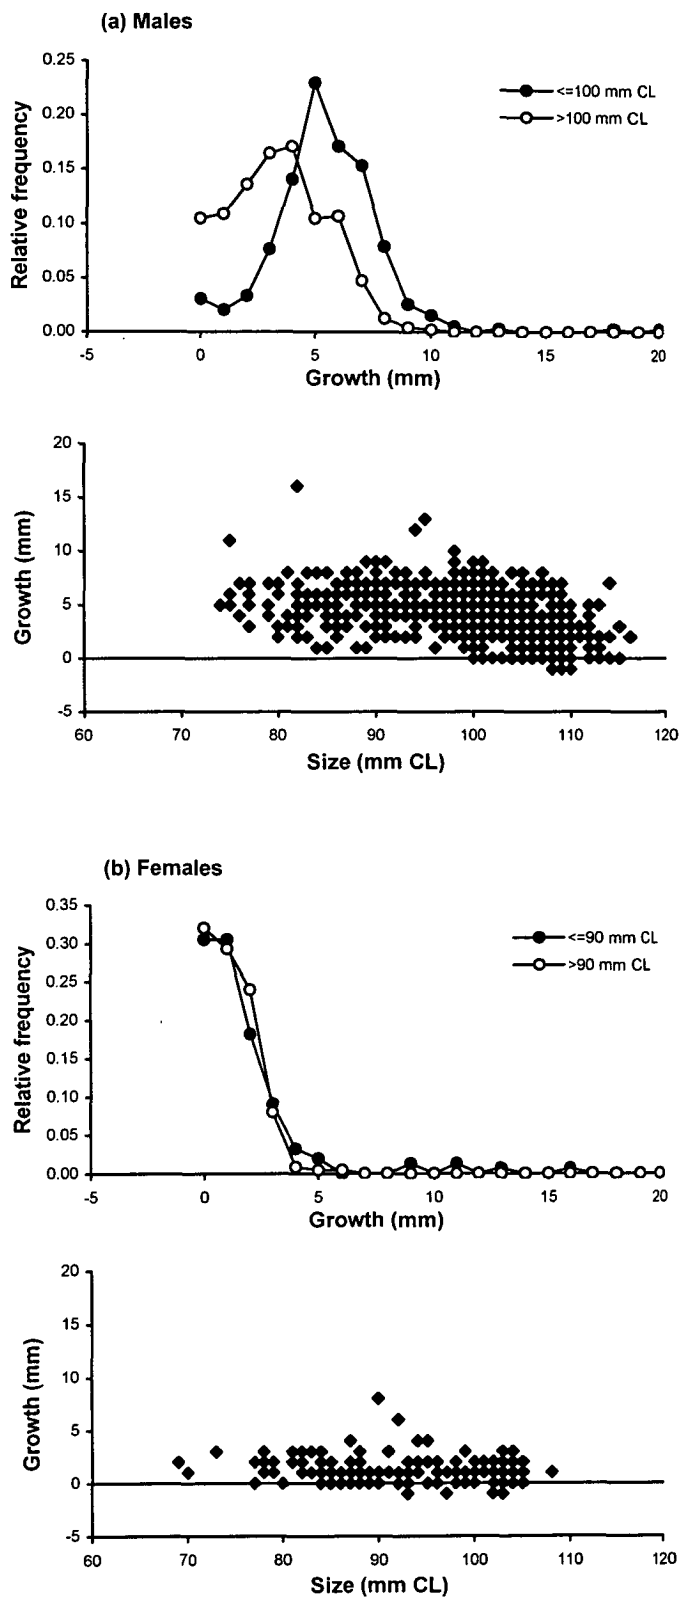 (a) Males
0.25
0.20
0.15
0.10
0.05
0.00
Relative frequency
<=100 mm CL
>100 mm CL
-5 0 5 10 15 20
Growth (mm)
20
15
10
5
0
-5
Growth (mm)
60 70 80 90 100 110 120
Size (mm CL)
(b) Females
0.35
0.30
0.25
0.20
0.15
0.10
0.05
0.00
Relative frequency
<=90 mm CL
>90 mm CL
-5 0 5 10 15 20
Growth (mm)
20
15
10
5
0
-5
Growth (mm)
60 70 80 90 100 110 120
Size (mm CL)